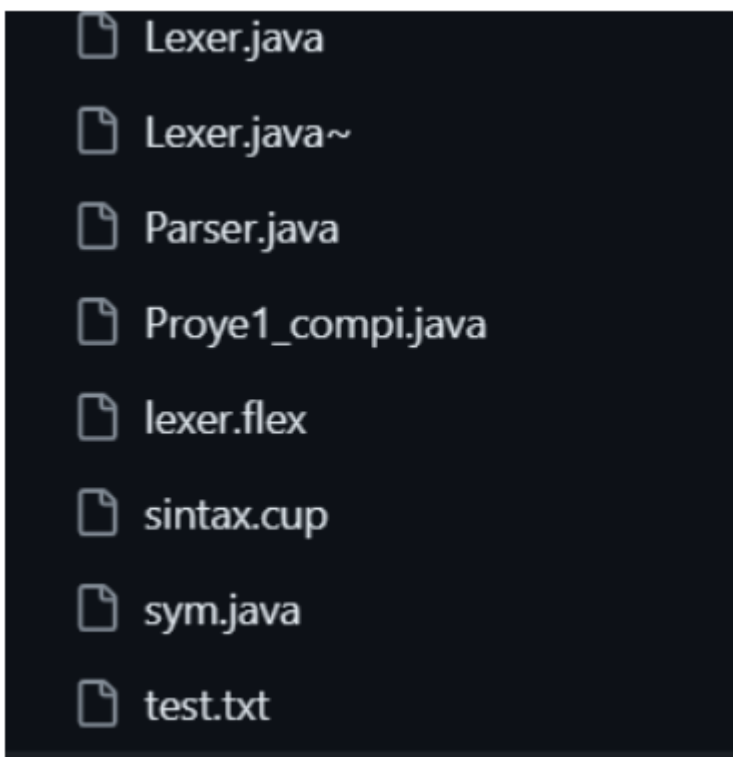 Lexer.java
Lexer.java~
Parser.java
Proye1_compi.java
lexer.flex
sintax.cup
sym.java
test.txt